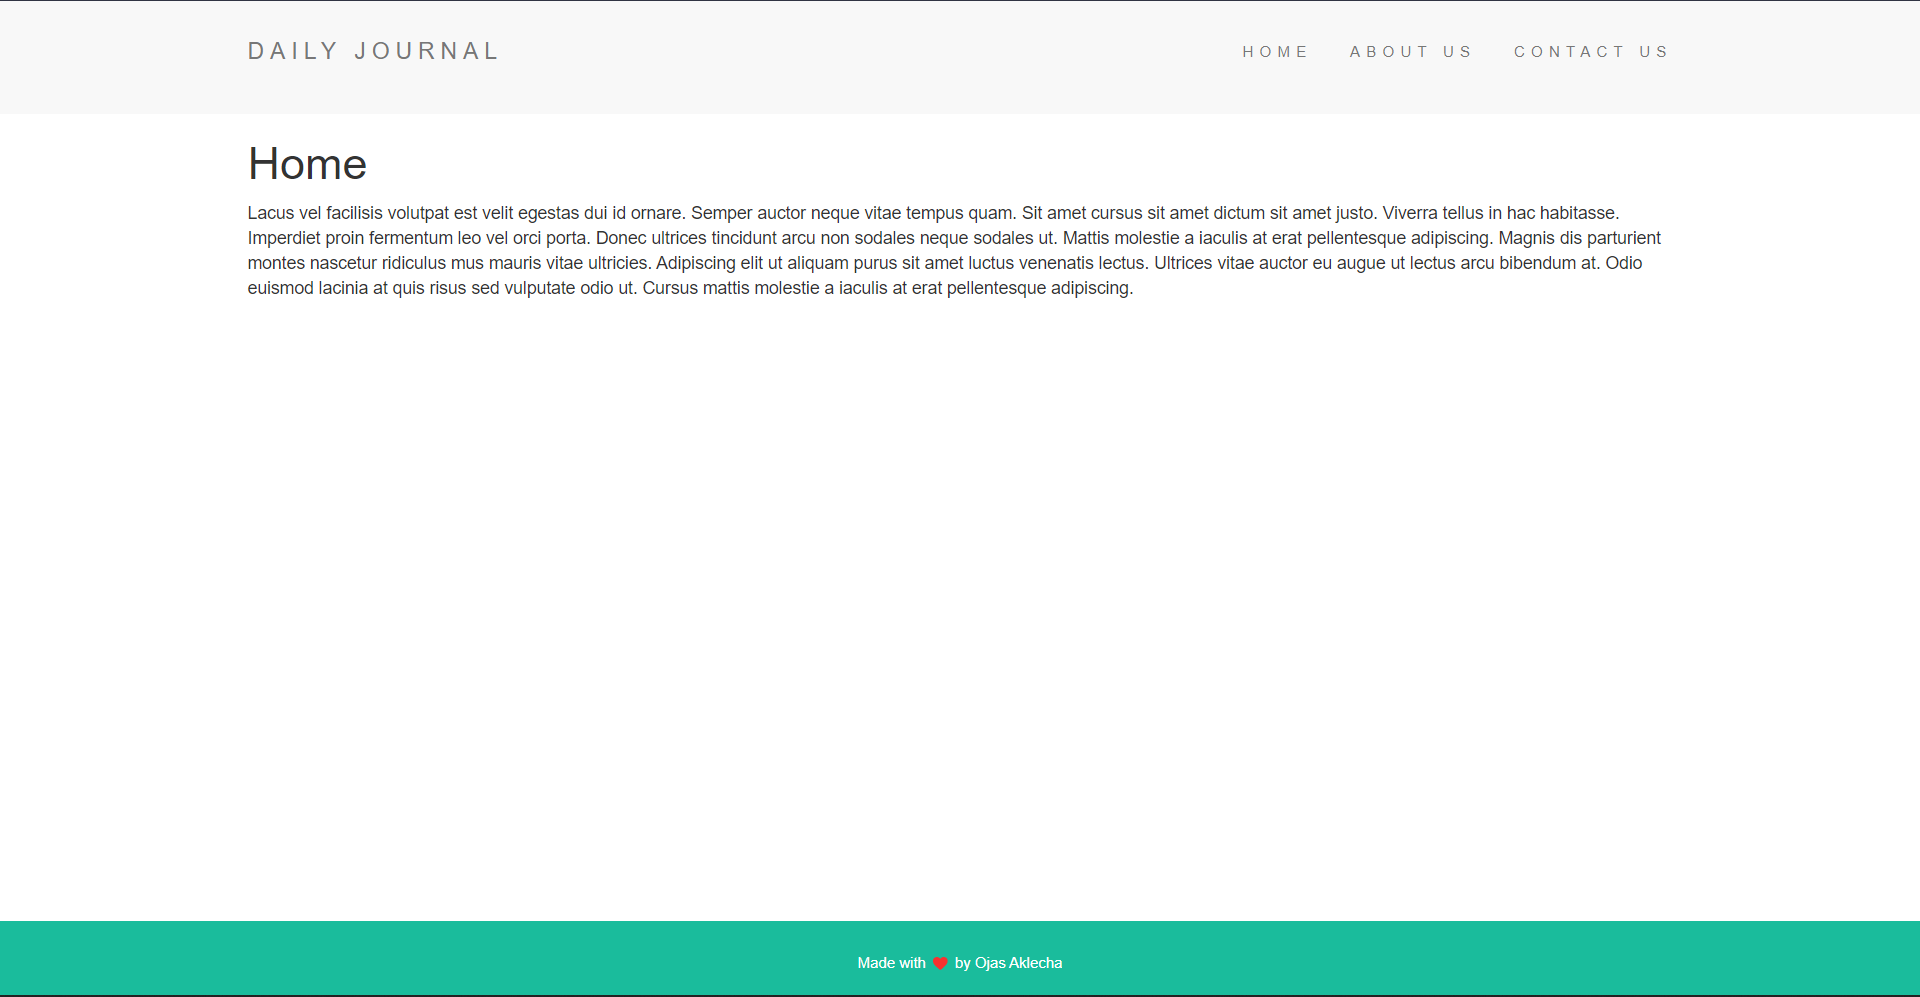 DAILY JOURNAL
HOME ABOUT US CONTACT US
Home
Lacus vel facilisis volutpat est velit egestas dui id ornare. Semper auctor neque vitae tempus quam. Sit amet cursus sit amet dictum sit amet justo. Viverra tellus in hac habitasse.
Imperdiet proin fermentum leo vel orci porta. Donec ultrices tincidunt arcu non sodales neque sodales ut. Mattis molestie a iaculis at erat pellentesque adipiscing. Magnis dis parturient
montes nascetur ridiculus mus mauris vitae ultricies. Adipiscing elit ut aliquam purus sit amet luctus venenatis lectus. Ultrices vitae auctor eu augue ut lectus arcu bibendum at. Odio
euismod lacinia at quis risus sed vulputate odio ut. Cursus mattis molestie a iaculis at erat pellentesque adipiscing.
Made with ❤ by Ojas Aklecha